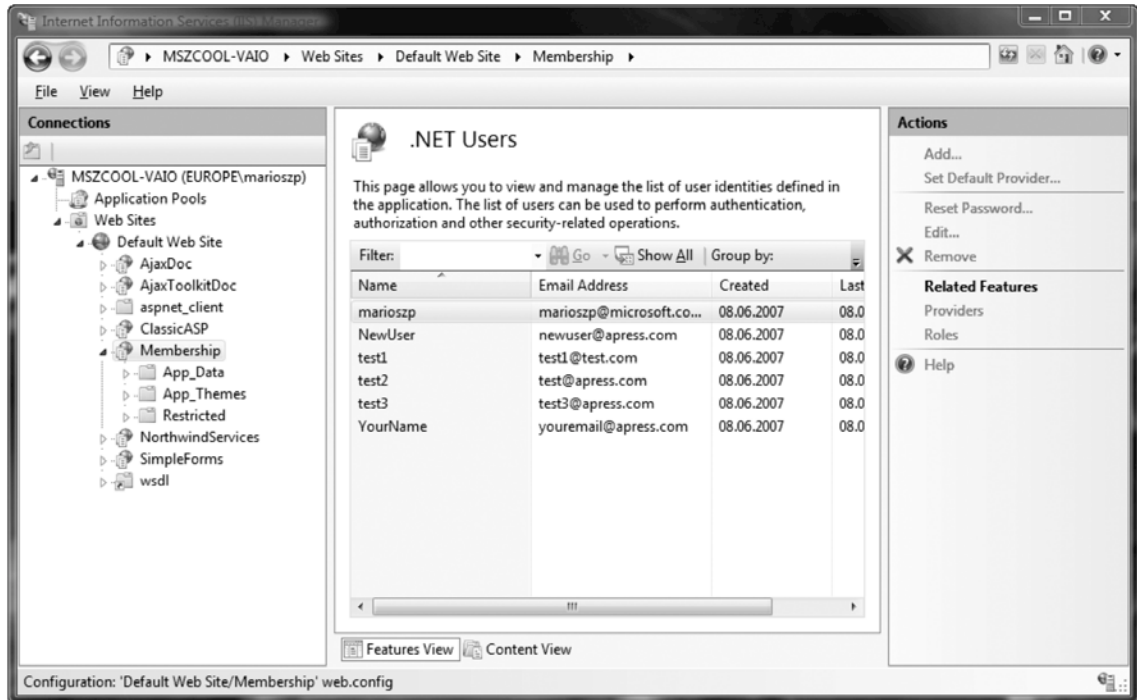 Internet Information Services (IIS) Manager
MSZCOOL-VAIO Web Sites Default Web Site Membership
File View Help
Connections
MSZCOOL-VAIO (EUROPE\marioszp)
Application Pools
Web Sites
Default Web Site
AjaxDoc
AjaxToolkitDoc
aspnet_client
ClassicASP
Membership
App_Data
App_Themes
Restricted
NorthwindServices
SimpleForms
wsdl
.NET Users
This page allows you to view and manage the list of user identities defined in
the application. The list of users can be used to perform authentication,
authorization and other security-related operations.
Filter: Go Show All Group by:
Name Email Address Created Last
marioszp marioszp@microsoft.co... 08.06.2007 08.0
NewUser newuser@apress.com 08.06.2007 08.0
test1 test1@test.com 08.06.2007 08.0
test2 test@apress.com 08.06.2007 08.0
test3 test3@apress.com 08.06.2007 08.0
YourName youremail@apress.com 08.06.2007 08.0
Features View Content View
Actions
Add...
Set Default Provider...
Reset Password...
Edit...
Remove
Related Features
Providers
Roles
Help
Configuration: 'Default Web Site/Membership' web.config